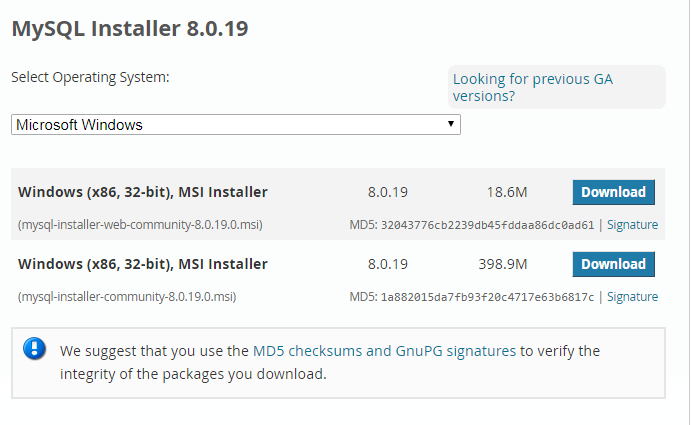 MySQL Installer 8.0.19
Select Operating System:
Looking for previous GA
versions?
Microsoft Windows
Windows (x86, 32-bit), MSI Installer 8.0.19 18.6M Download
(mysql-installer-web-community-8.0.19.0.msi) MD5: 32043776cb2239db45fddaa86dc0ad61 | Signature
Windows (x86, 32-bit), MSI Installer 8.0.19 398.9M Download
(mysql-installer-community-8.0.19.0.msi) MD5: 1a882015da7fb93f20c4717e63b6817c | Signature
We suggest that you use the MD5 checksums and GnuPG signatures to verify the
integrity of the packages you download.